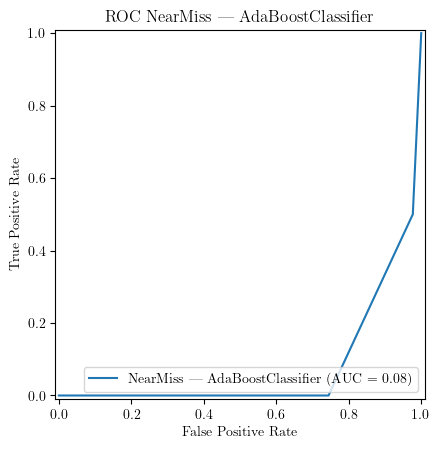 ROC NearMiss — AdaBoostClassifier
1.0
0.8
0.6
0.4
0.2
0.0
True Positive Rate
NearMiss — AdaBoostClassifier (AUC = 0.08)
0.0 0.2 0.4 0.6 0.8 1.0
False Positive Rate